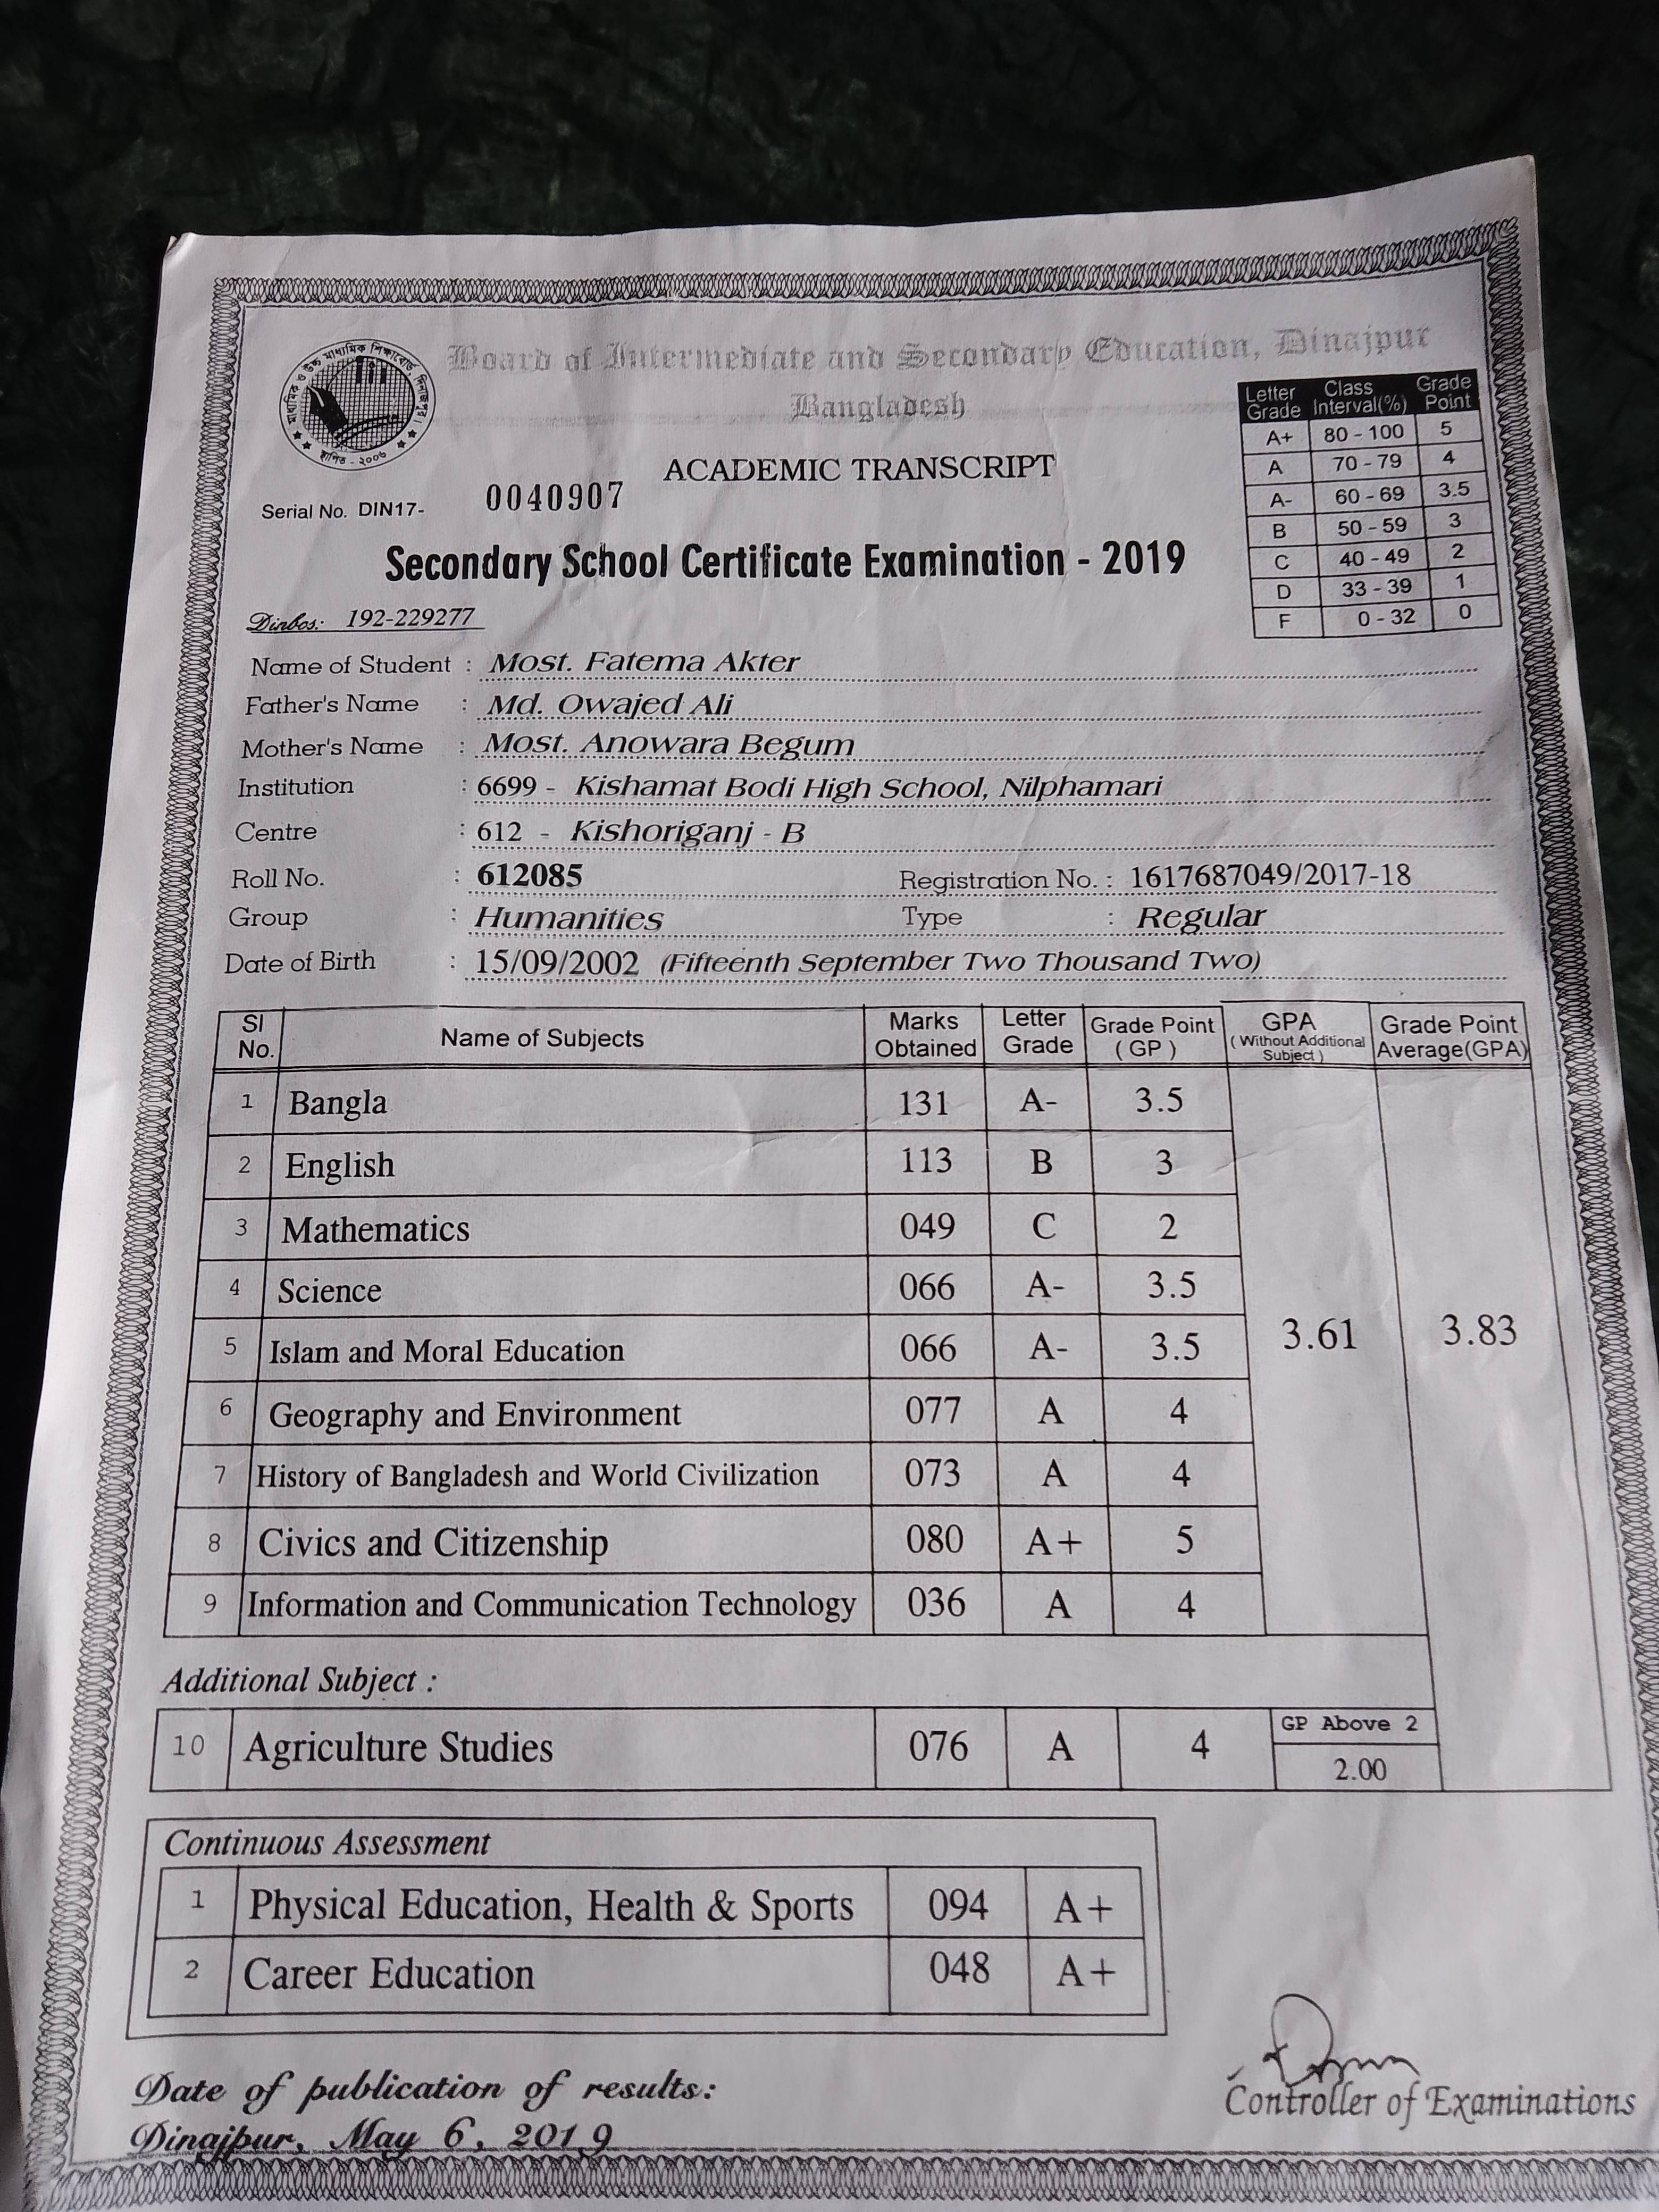 Board of Intermediate and Secondary Education, Dinajpur
Bangladesh
মাধ্যমিক ও উচ্চ মাধ্যমিক শিক্ষাবোর্ড, দিনাজপুর।
স্থাপিত - ২০০৬
ACADEMIC TRANSCRIPT
Serial No. DIN17- 0040907
Letter Grade Class Interval(%) Grade Point
A+ 80 - 100 5
A 70 - 79 4
A- 60 - 69 3.5
B 50 - 59 3
C 40 - 49 2
D 33 - 39 1
F 0 - 32 0
Secondary School Certificate Examination - 2019
Dinbos: 192-229277
Name of Student : Most. Fatema Akter
Father's Name : Md. Owajed Ali
Mother's Name : Most. Anowara Begum
Institution : 6699 - Kishamat Bodi High School, Nilphamari
Centre : 612 - Kishoriganj - B
Roll No. : 612085 Registration No. : 1617687049/2017-18
Group : Humanities Type : Regular
Date of Birth : 15/09/2002 (Fifteenth September Two Thousand Two)
Sl No. Name of Subjects Marks Obtained Letter Grade Grade Point (GP) GPA (Without Additional Subject) Grade Point Average(GPA)
1 Bangla 131 A- 3.5
2 English 113 B 3
3 Mathematics 049 C 2
4 Science 066 A- 3.5
5 Islam and Moral Education 066 A- 3.5 3.61 3.83
6 Geography and Environment 077 A 4
7 History of Bangladesh and World Civilization 073 A 4
8 Civics and Citizenship 080 A+ 5
9 Information and Communication Technology 036 A 4
Additional Subject :
10 Agriculture Studies 076 A 4 GP Above 2
2.00
Continuous Assessment
1 Physical Education, Health & Sports 094 A+
2 Career Education 048 A+
Date of publication of results:
Dinajpur, May 6, 2019
Controller of Examinations